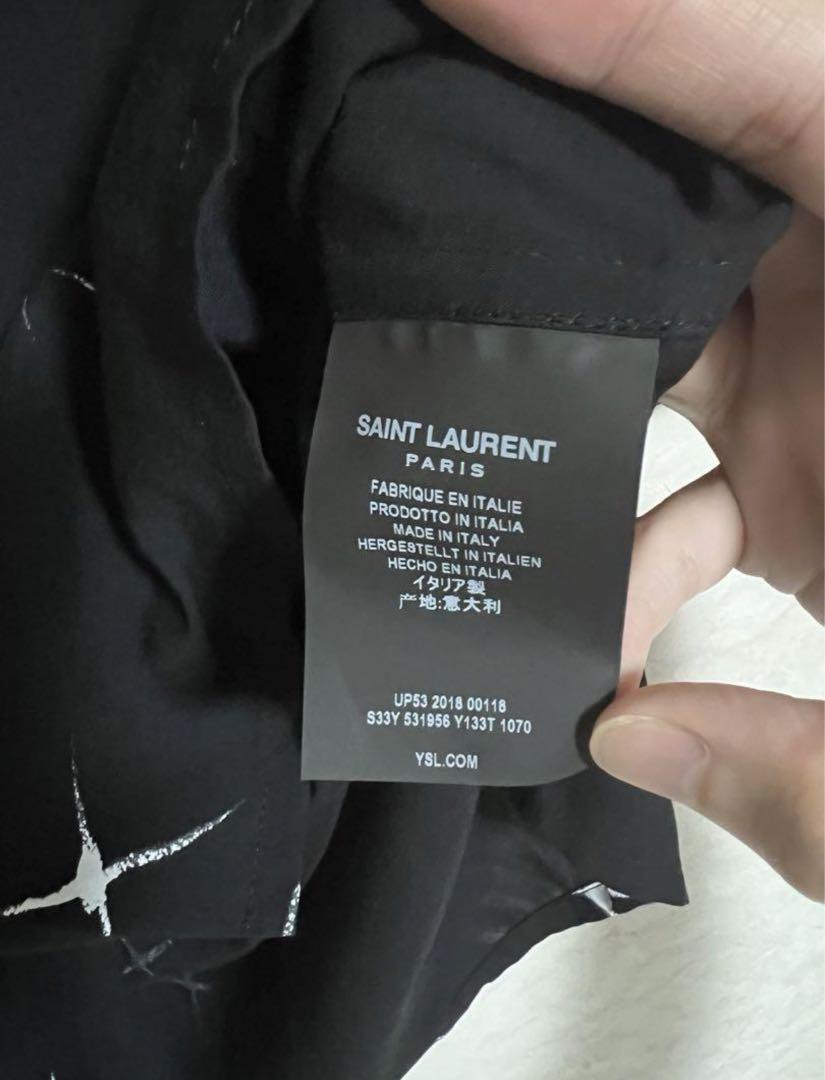 SAINT LAURENT
PARIS
FABRIQUE EN ITALIE
PRODOTTO IN ITALIA
MADE IN ITALY
HERGESTELLT IN ITALIEN
HECHO EN ITALIA
イタリア製
产地:意大利
UP53 2018 00118
S33Y 531956 Y133T 1070
YSL.COM